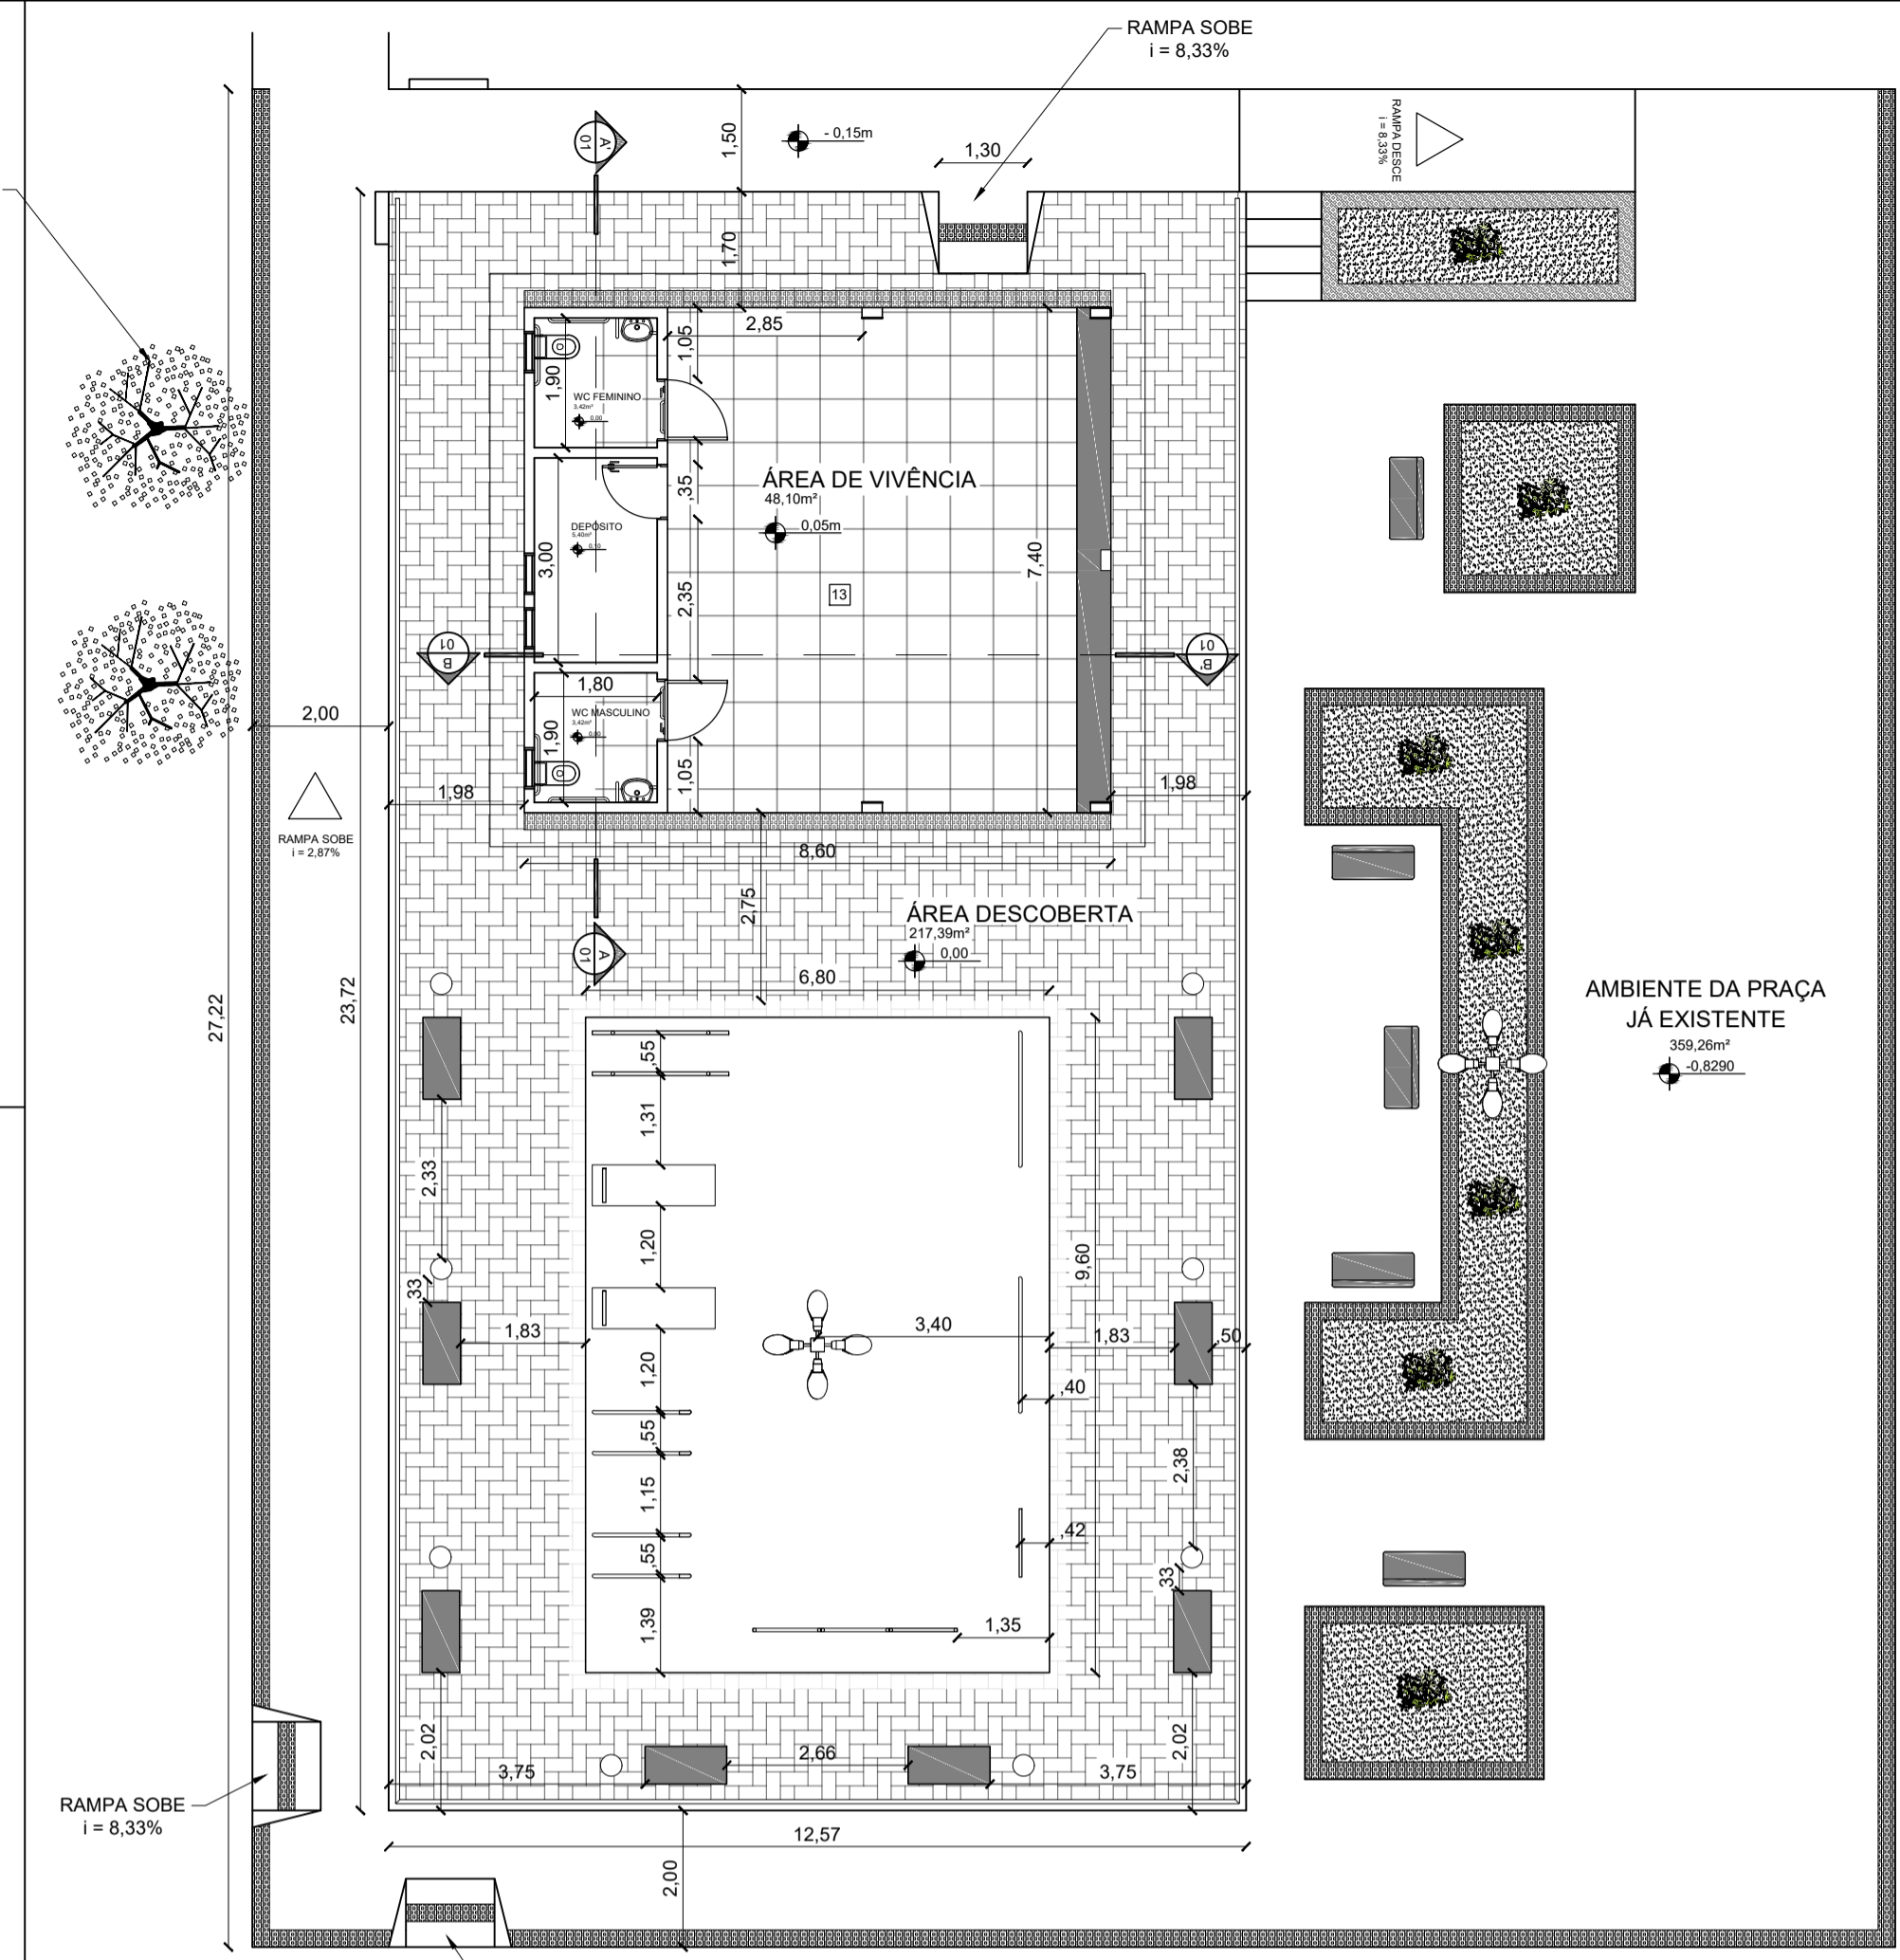 RAMPA SOBE
i = 8,33%
RAMPA DESCE
i = 8,33%
A'
01
- 0,15m
1,50
1,30
1,70
2,85
1,05
1,90
WC FEMININO
3,42m²
0,00
,35
ÁREA DE VIVÊNCIA
48,10m²
0,05m
DEPÓSITO
5,40m²
3,00
2,35
7,40
13
01
B
01
B'
1,80
WC MASCULINO
3,42m²
0,00
1,90
1,05
2,00
1,98
1,98
RAMPA SOBE
i = 2,87%
8,60
2,75
ÁREA DESCOBERTA
217,39m²
0,00
A
01
6,80
27,22
23,72
AMBIENTE DA PRAÇA
JÁ EXISTENTE
359,26m²
-0,8290
,55
1,31
2,33
1,20
9,60
33
1,83
3,40
1,83
,50
1,20
,40
,55
2,38
1,15
,42
,55
33
1,39
1,35
2,02
2,66
2,02
3,75
3,75
RAMPA SOBE
i = 8,33%
12,57
2,00